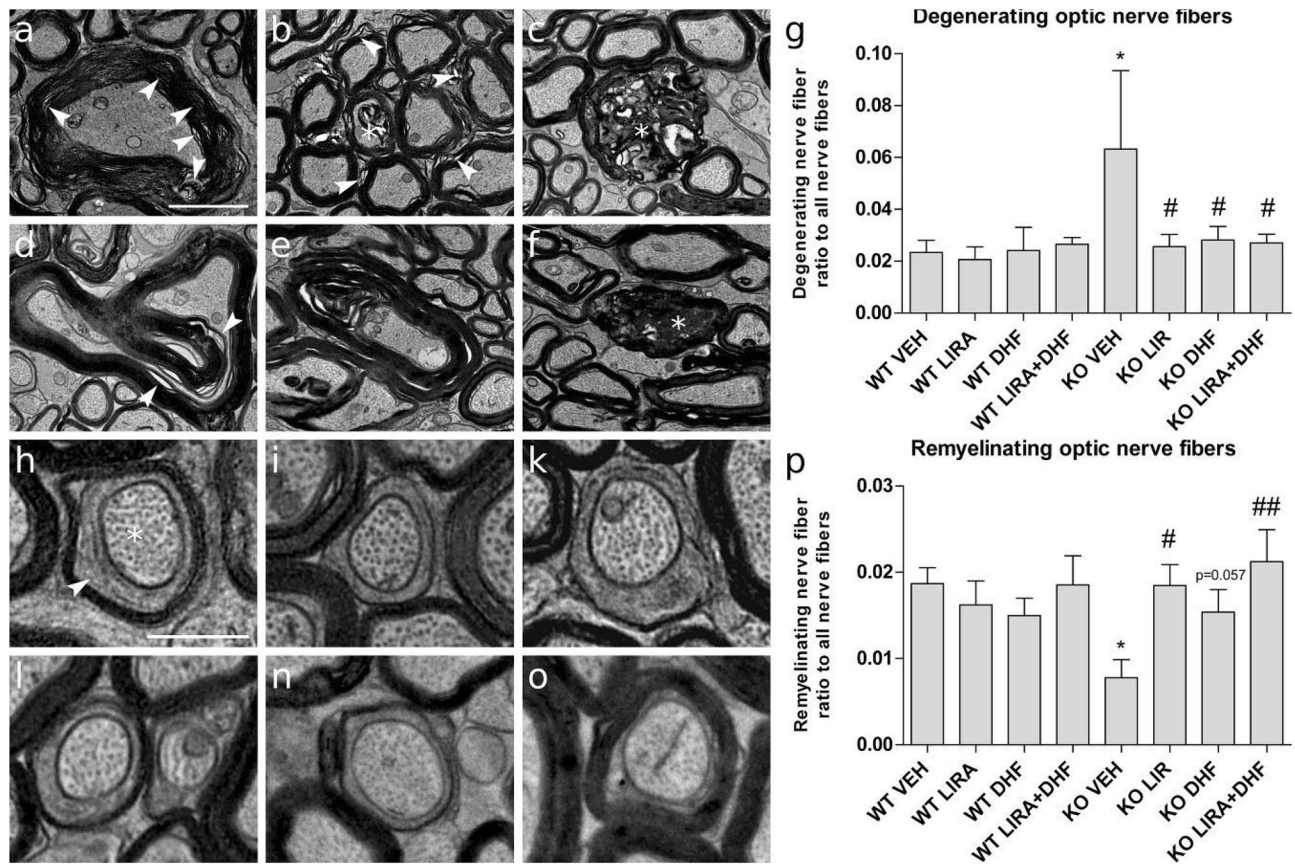 a
b
c
d
e
f
h
i
k
l
n
o
*
*
*
*
g
Degenerating optic nerve fibers
Degenerating nerve fiber
ratio to all nerve fibers
0.10
0.08
0.06
0.04
0.02
0.00
*
#
#
#
WT VEH
WT LIRA
WT DHF
WT LIRA+DHF
KO VEH
KO LIR
KO DHF
KO LIRA+DHF
p
Remyelinating optic nerve fibers
Remyelinating nerve fiber
ratio to all nerve fibers
0.03
0.02
0.01
0.00
*
#
p=0.057
##
WT VEH
WT LIRA
WT DHF
WT LIRA+DHF
KO VEH
KO LIR
KO DHF
KO LIRA+DHF